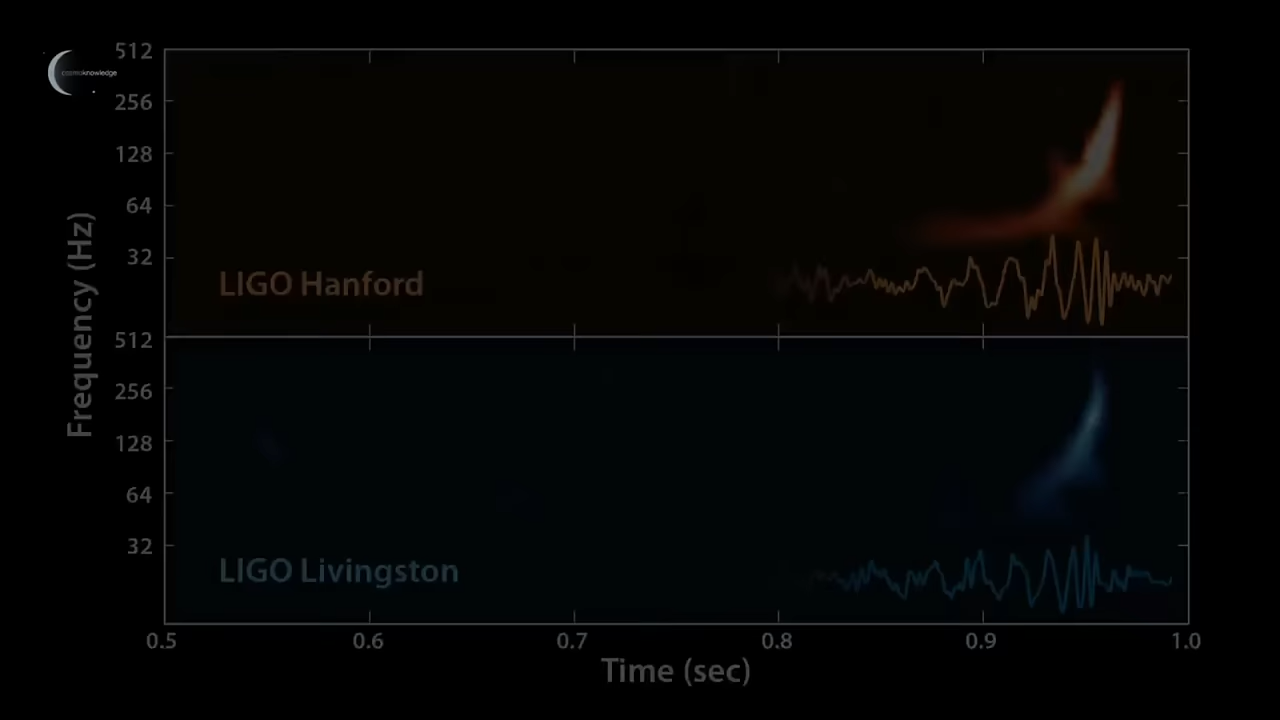 cosmoknowledge
512
256
128
64
32
LIGO Hanford
512
256
128
64
32
LIGO Livingston
Frequency (Hz)
0.5 0.6 0.7 0.8 0.9 1.0
Time (sec)